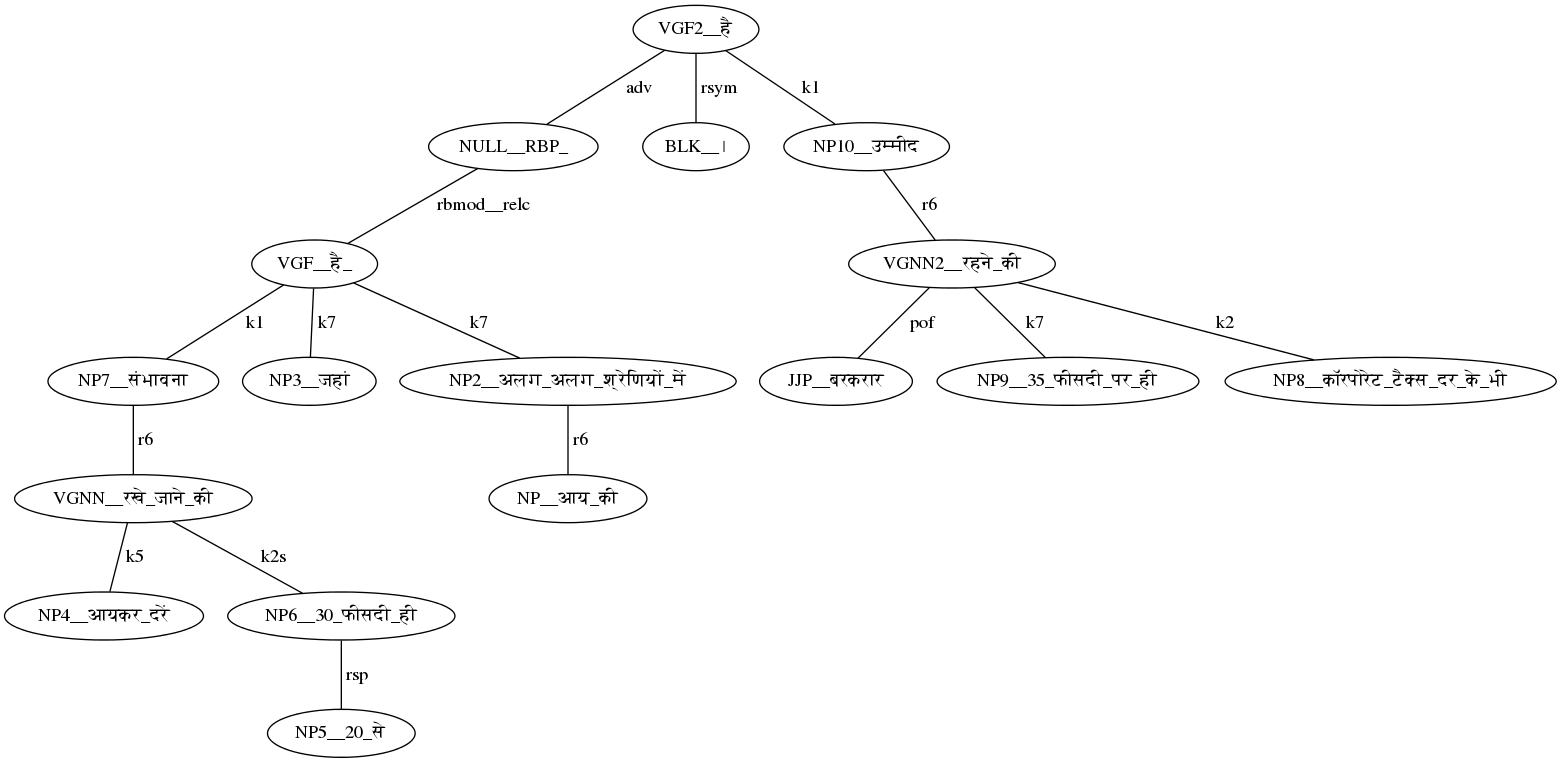 VGF2__है
adv rsym k1
NULL__RBP_ BLK__। NP10__उम्मीद
rbmod__relc r6
VGF__है_ VGNN2__रहने_की
k1 k7 k7 pof k7 k2
NP7__संभावना NP3__जहां NP2__अलग_अलग_श्रेणियों_में JJP__बरकरार NP9__35_फीसदी_पर_ही NP8__कॉरपोरेट_टैक्स_दर_के_भी
r6 r6
VGNN__रखे_जाने_की NP__आय_की
k5 k2s
NP4__आयकर_दरें NP6__30_फीसदी_ही
rsp
NP5__20_से